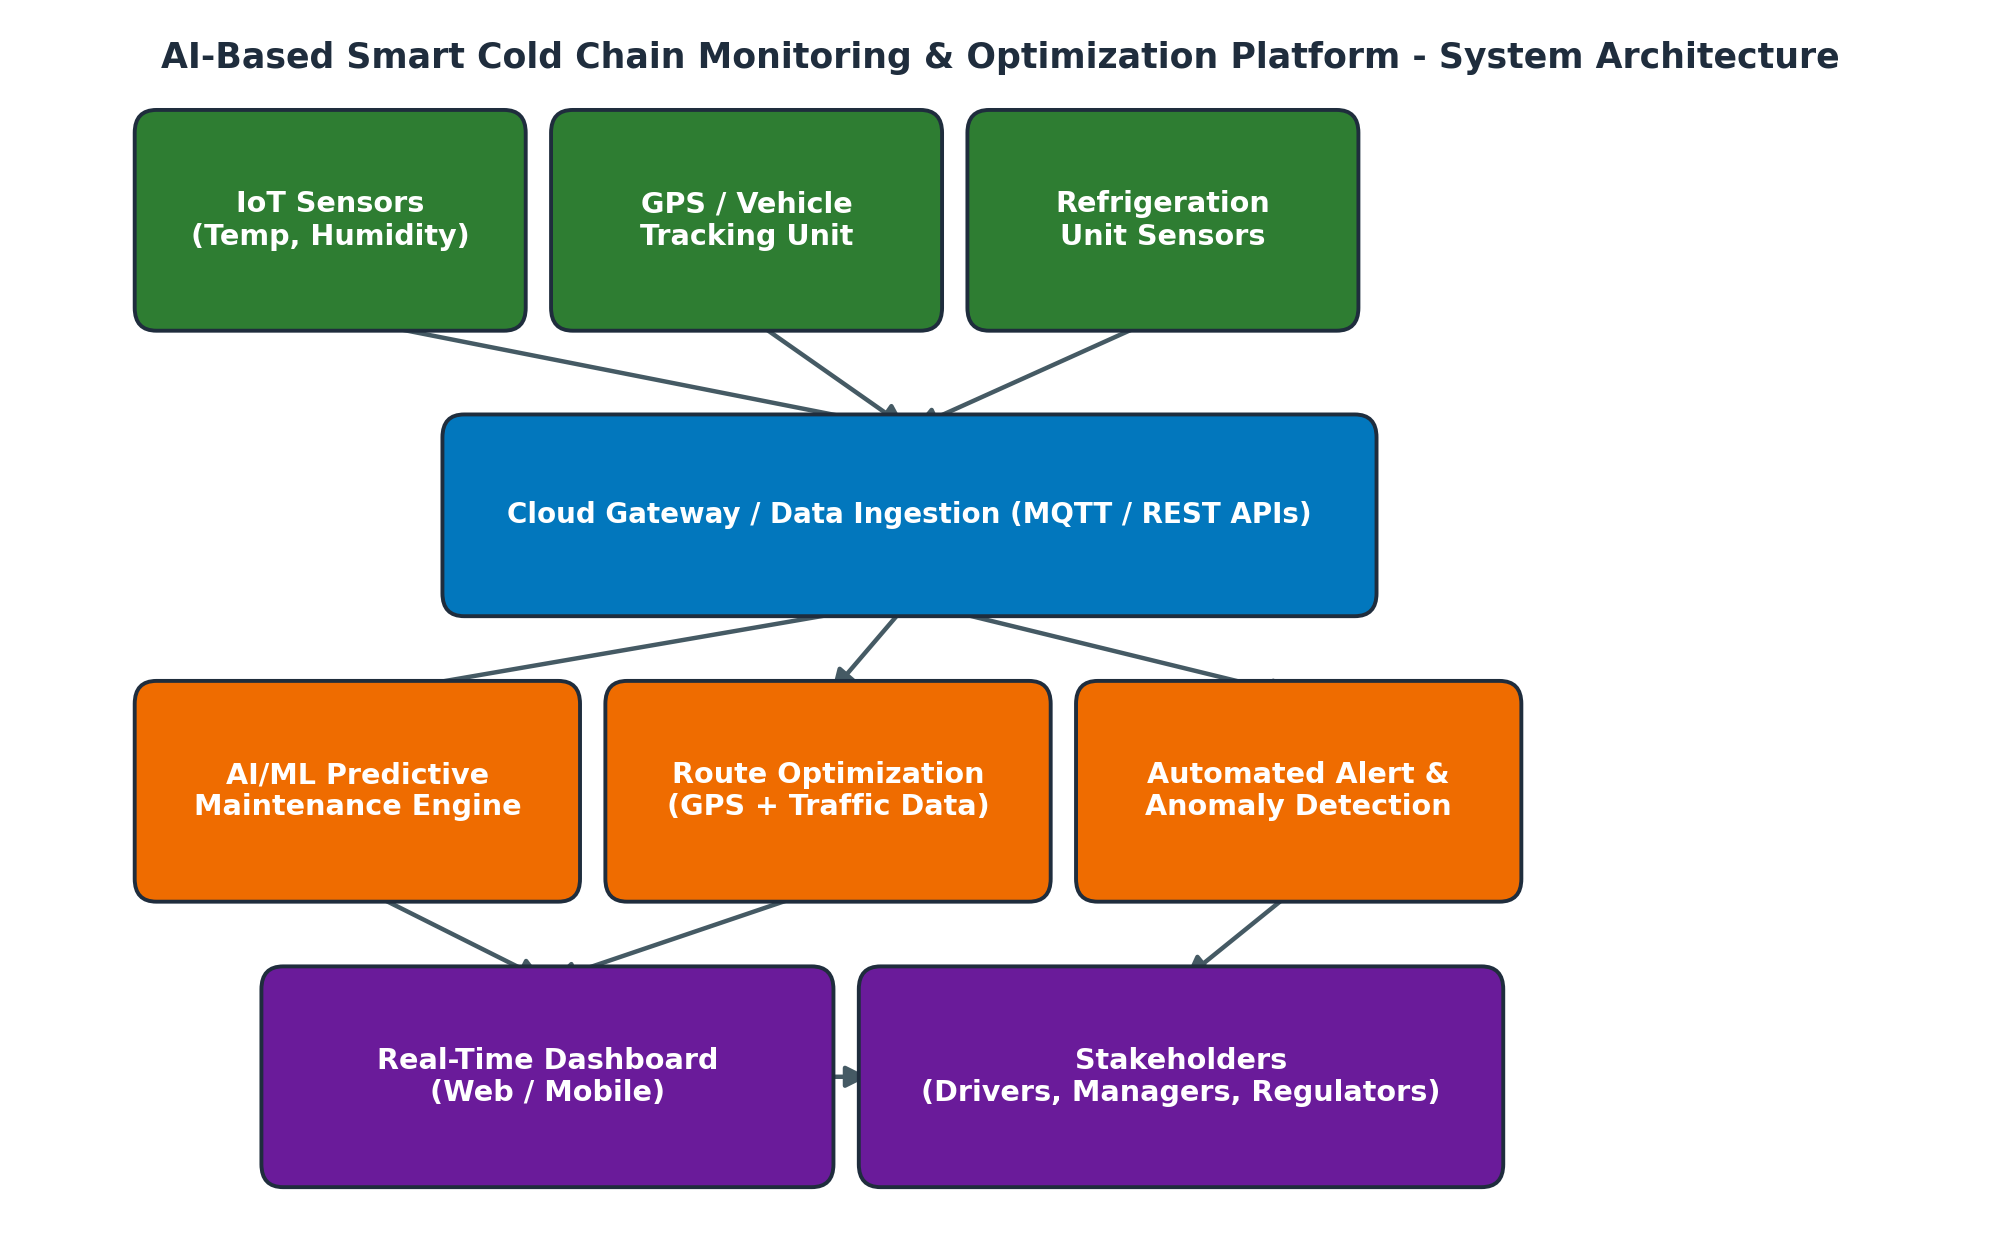 AI-Based Smart Cold Chain Monitoring & Optimization Platform - System Architecture
IoT Sensors
(Temp, Humidity)
GPS / Vehicle
Tracking Unit
Refrigeration
Unit Sensors
Cloud Gateway / Data Ingestion (MQTT / REST APIs)
AI/ML Predictive
Maintenance Engine
Route Optimization
(GPS + Traffic Data)
Automated Alert &
Anomaly Detection
Real-Time Dashboard
(Web / Mobile)
Stakeholders
(Drivers, Managers, Regulators)